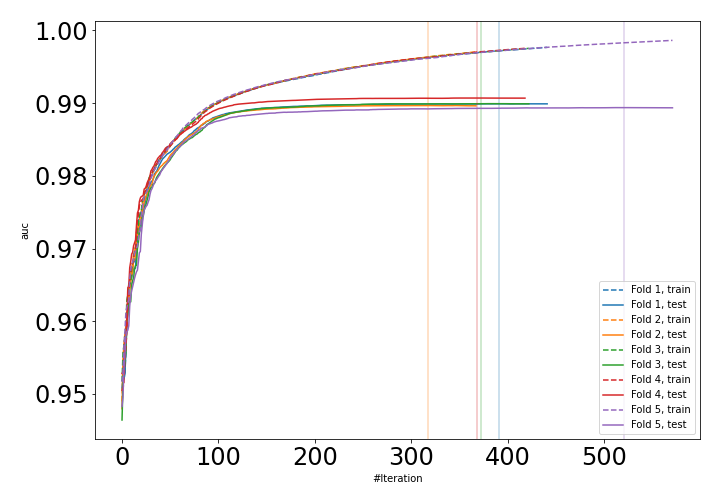 1.00
0.99
0.98
0.97
0.96
0.95
auc
0 100 200 300 400 500
#Iteration
Fold 1, train
Fold 1, test
Fold 2, train
Fold 2, test
Fold 3, train
Fold 3, test
Fold 4, train
Fold 4, test
Fold 5, train
Fold 5, test